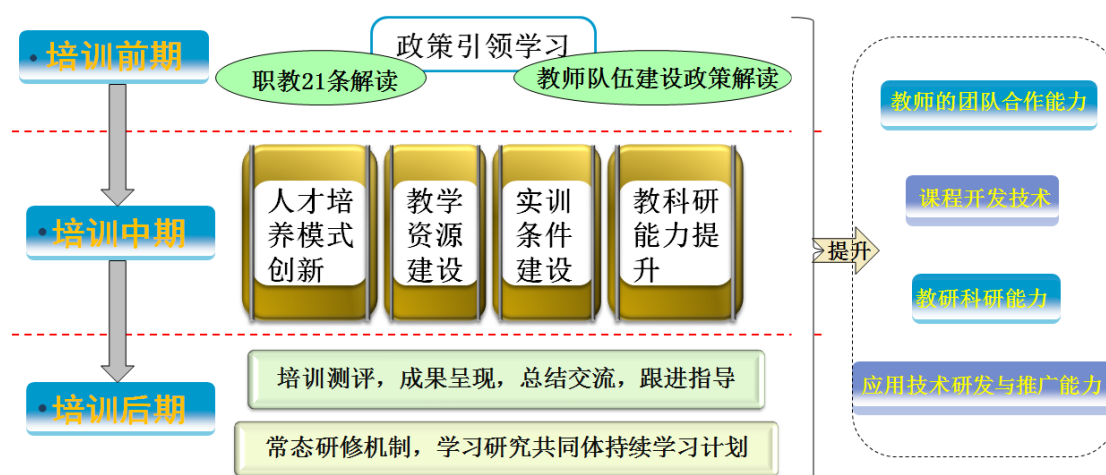 培训前期
政策引领学习
职教21条解读
教师队伍建设政策解读
培训中期
人才培
养模式
创新
教学
资源
建设
实训
条件
建设
教科研
能力提
升
培训后期
培训测评，成果呈现，总结交流，跟进指导
常态研修机制，学习研究共同体持续学习计划
提升
教师的团队合作能力
课程开发技术
教研科研能力
应用技术研发与推广能力